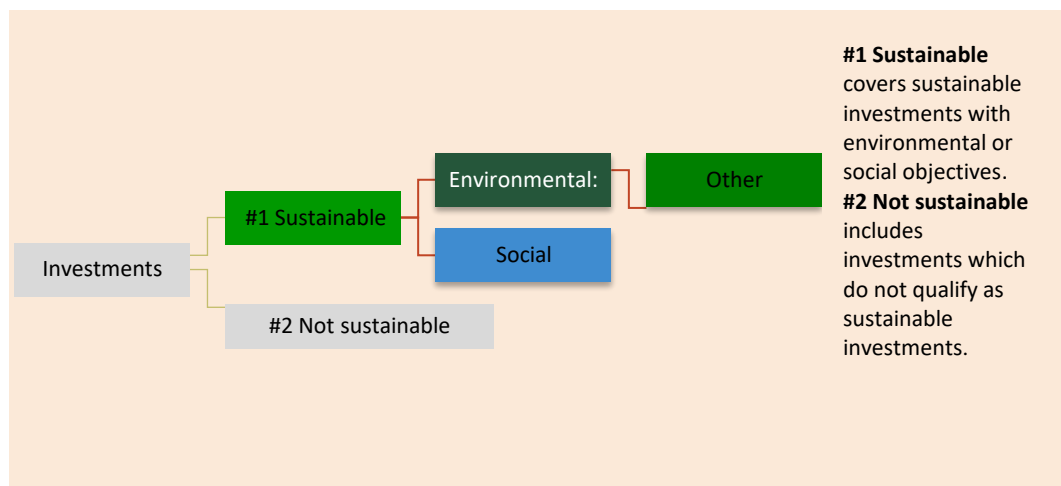 Investments
#1 Sustainable
#2 Not sustainable
Environmental:
Social
Other
#1 Sustainable
covers sustainable
investments with
environmental or
social objectives.
#2 Not sustainable
includes
investments which
do not qualify as
sustainable
investments.